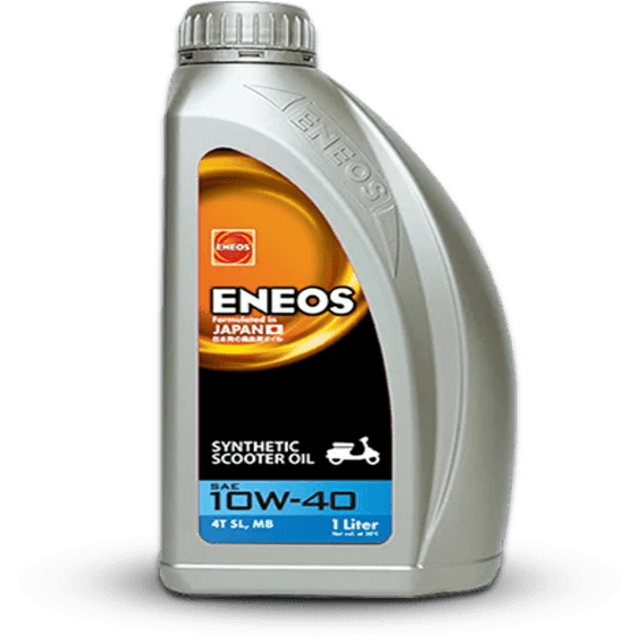 ENEOS
ENEOS
ENEOS
Formulated in
JAPAN
SYNTHETIC
SCOOTER OIL
SAE
10W-40
4T SL, MB
1 Liter